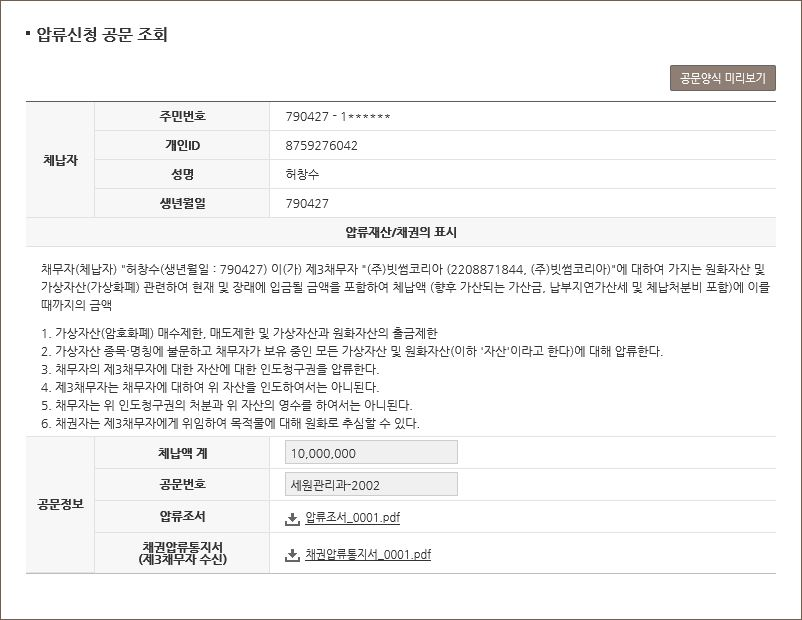 압류신청 공문 조회
공문양식 미리보기
체납자
주민번호
790427 - 1******
개인ID
8759276042
성명
허창수
생년월일
790427
압류재산/채권의 표시
채무자(체납자) "허창수(생년월일 : 790427) 이(가) 제3채무자 "(주)빗썸코리아 (2208871844, (주)빗썸코리아)"에 대하여 가지는 원화자산 및
가상자산(가상화폐) 관련하여 현재 및 장래에 입금될 금액을 포함하여 체납액 (향후 가산되는 가산금, 납부지연가산세 및 체납처분비 포함)에 이를
때까지의 금액
1. 가상자산(암호화폐) 매수제한, 매도제한 및 가상자산과 원화자산의 출금제한
2. 가상자산 종목·명칭에 불문하고 채무자가 보유 중인 모든 가상자산 및 원화자산(이하 '자산'이라고 한다)에 대해 압류한다.
3. 채무자의 제3채무자에 대한 자산에 대한 인도청구권을 압류한다.
4. 제3채무자는 채무자에 대하여 위 자산을 인도하여서는 아니된다.
5. 채무자는 위 인도청구권의 처분과 위 자산의 영수를 하여서는 아니된다.
6. 채권자는 제3채무자에게 위임하여 목적물에 대해 원화로 추심할 수 있다.
공문정보
체납액 계
10,000,000
공문번호
세원관리과-2002
압류조서
압류조서_0001.pdf
채권압류통지서
(제3채무자 수신)
채권압류통지서_0001.pdf